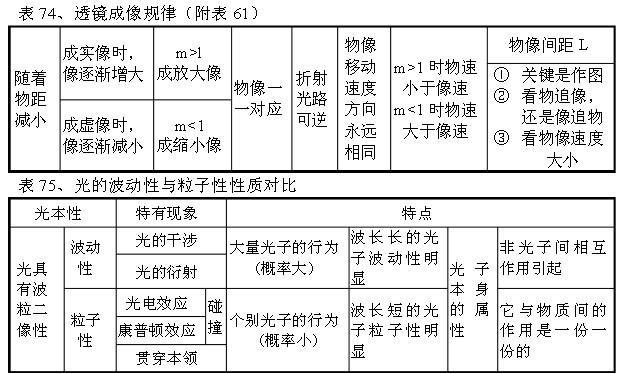 表 74、透镜成像规律（附表 61）
随着
物距
减小
成实像时，
像逐渐增大
m>1
成放大像
成虚像时，
像逐渐减小
m<1
成缩小像
物像一
一对应
折射
光路
可逆
物像
移动
速度
方向
永远
相同
m>1 时物速
小于像速
m<1 时物速
大于像速
物像间距 L
① 关键是作图
② 看物追像，
还是像追物
③ 看物像速度
大小
表 75、光的波动性与粒子性性质对比
光本性
特有现象
特点
光具
有波
粒二
像性
波动
性
光的干涉
光的衍射
大量光子的行为
(概率大)
波长长的光
子波动性明
显
光子
本身
的属
性
非光子间相互
作用引起
粒子
性
光电效应
康普顿效应
碰
撞
贯穿本领
个别光子的行为
(概率小)
波长短的光
子粒子性明
显
它与物质间的
作用是一份一
份的